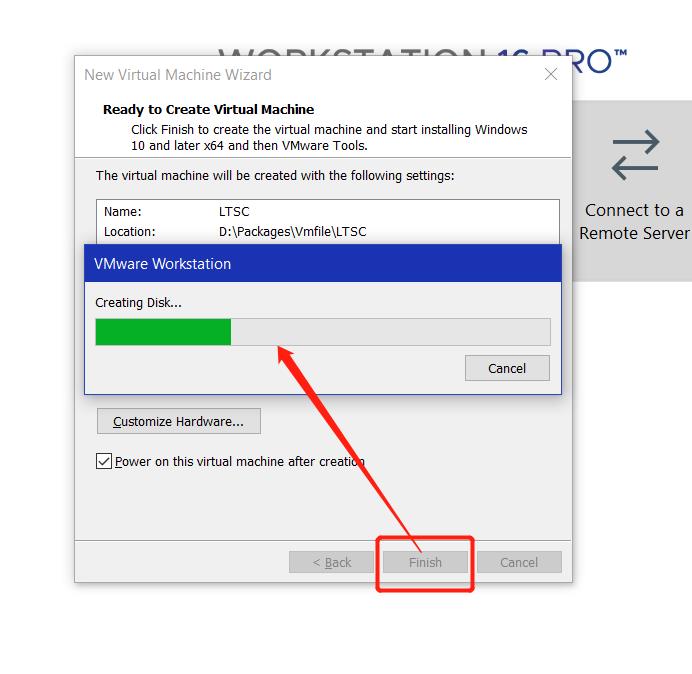 WORKSTATION 16 PRO™
New Virtual Machine Wizard
Ready to Create Virtual Machine
Click Finish to create the virtual machine and start installing Windows
10 and later x64 and then VMware Tools.
The virtual machine will be created with the following settings:
Name: LTSC
Location: D:\Packages\Vmfile\LTSC
Connect to a
Remote Server
VMware Workstation
Creating Disk...
Cancel
Customize Hardware...
Power on this virtual machine after creation
< Back Finish Cancel